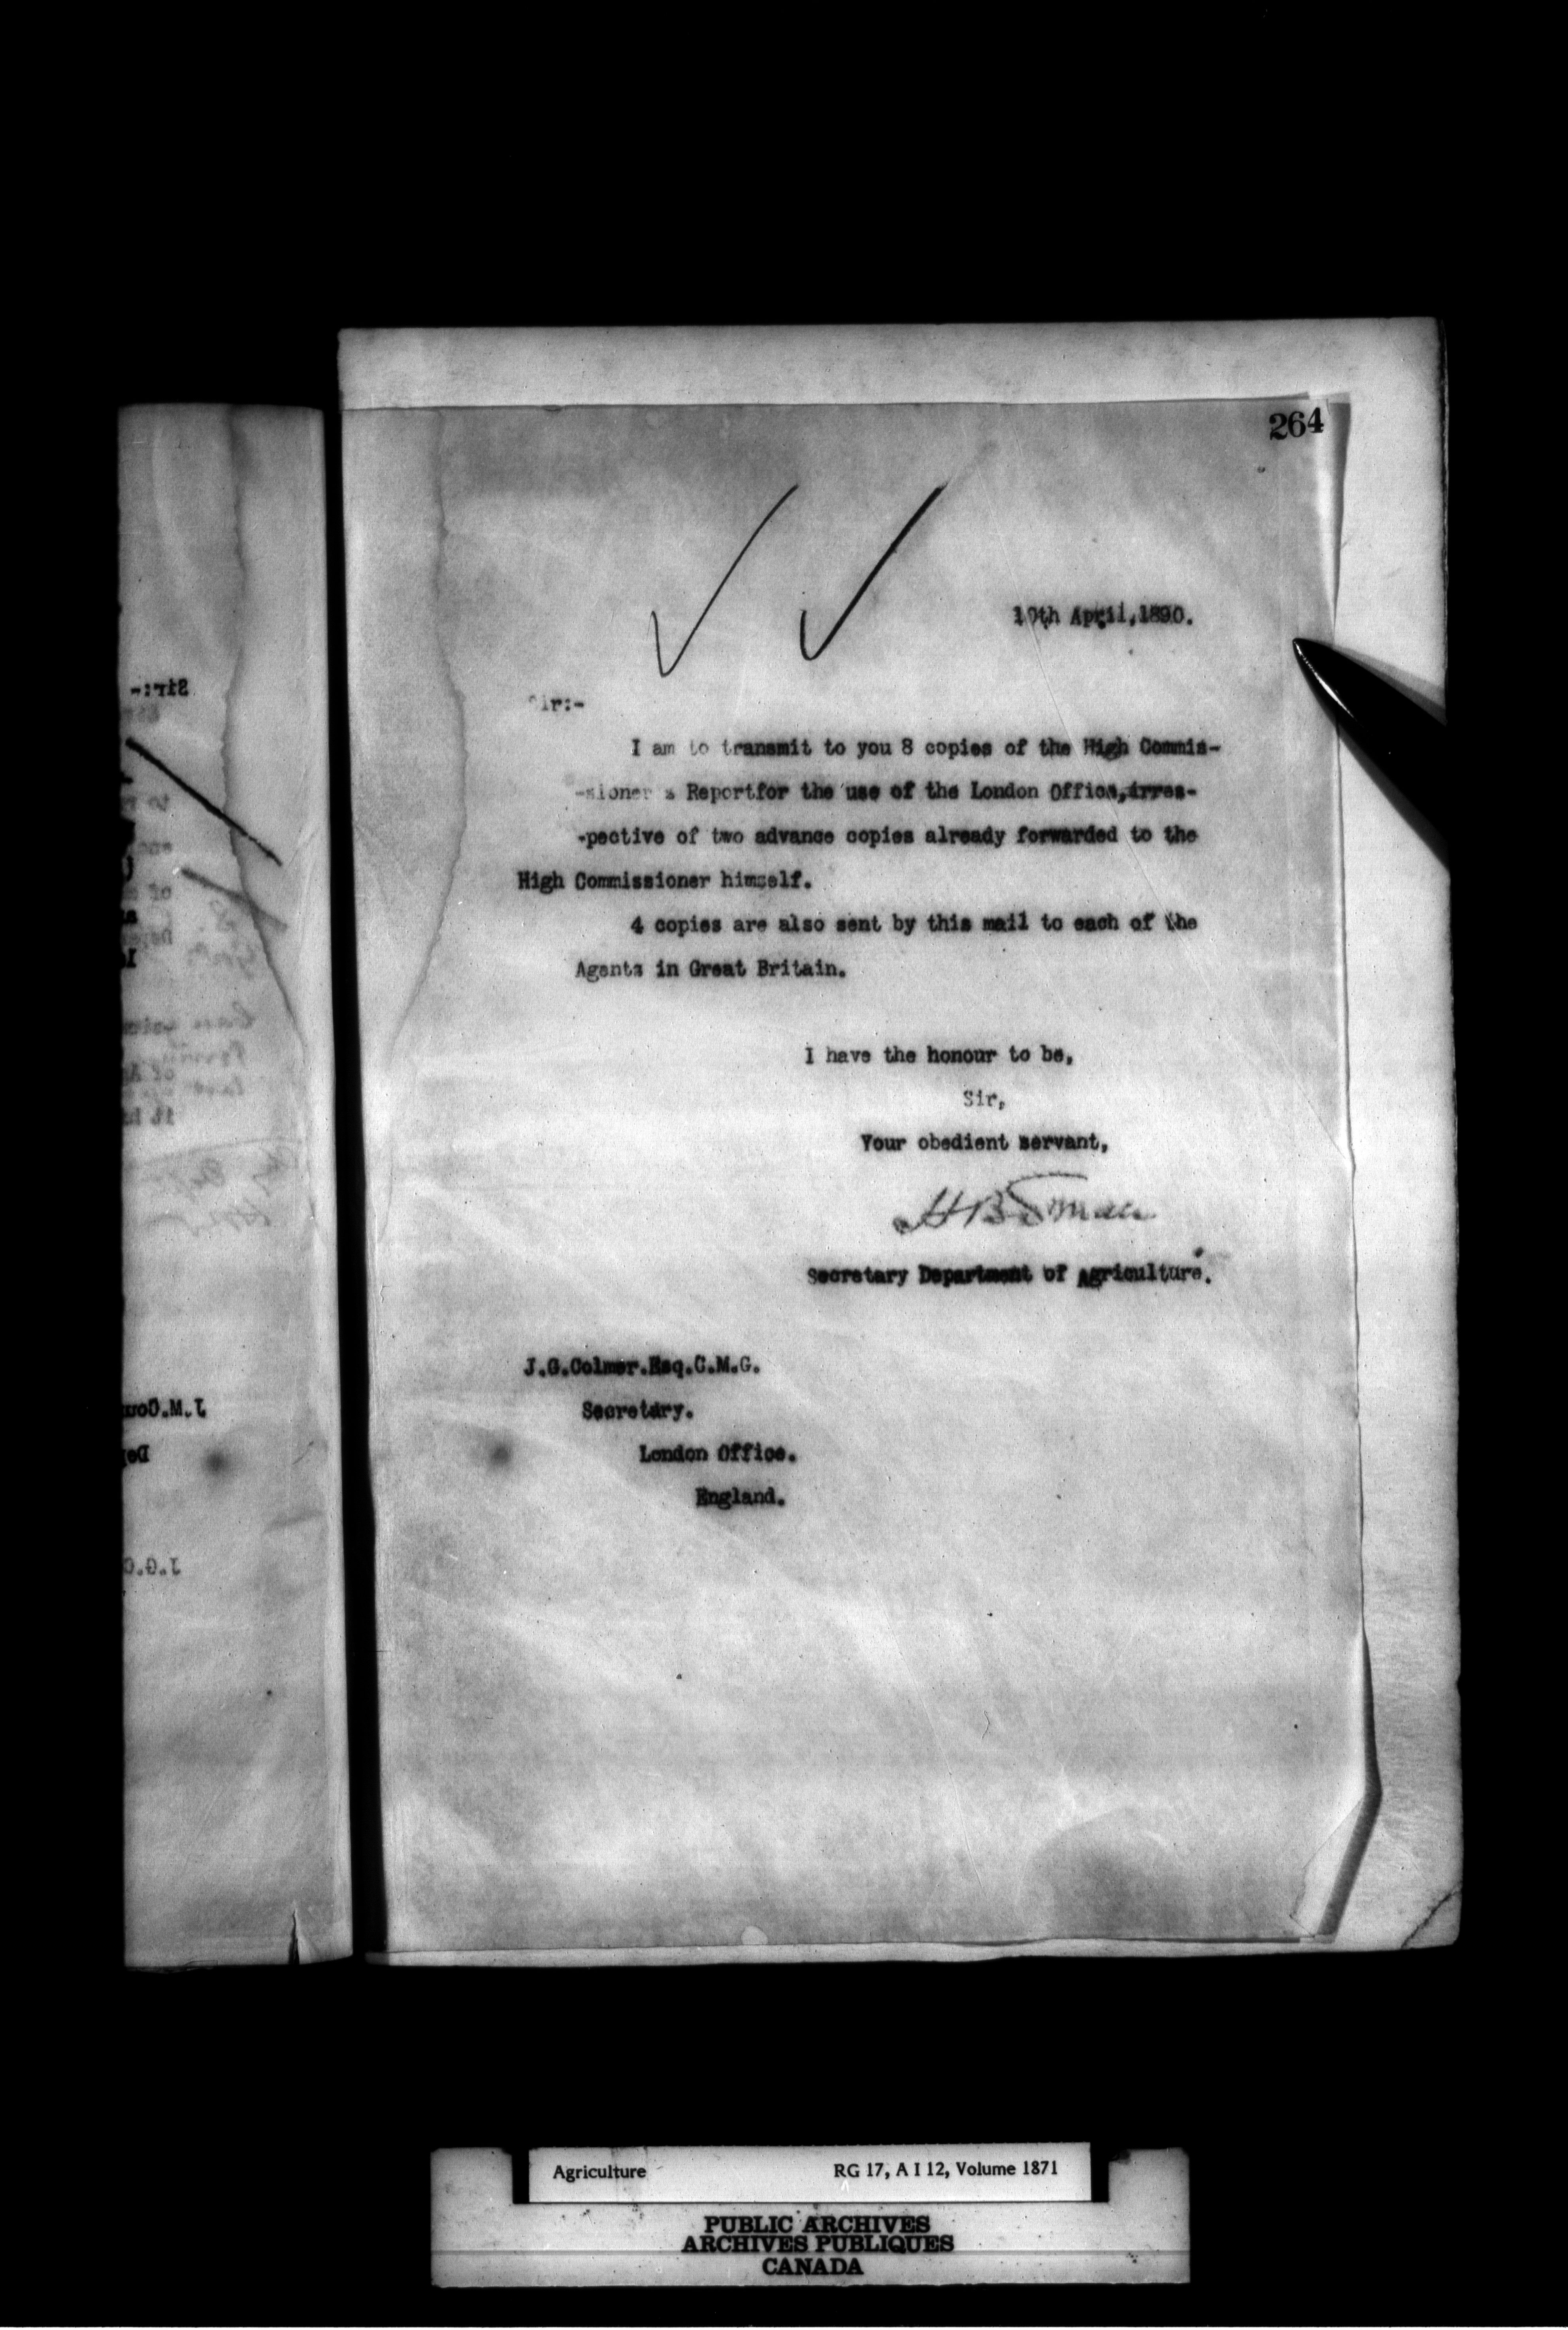 264
10th April,1890.
Sir:-
I am to transmit to you 8 copies of the High Commis-
-sioner s Reportfor the use of the London Office,irres-
-pective of two advance copies already forwarded to the
High Commissioner himself.
4 copies are also sent by this mail to each of the
Agents in Great Britain.
I have the honour to be,
Sir,
Your obedient servant,
HBSmall
Secretary Department of Agriculture.
J.G.Colmer.Esq.C.M.G.
Secretary.
London Office.
England.
Agriculture RG 17, A I 12, Volume 1871
PUBLIC ARCHIVES
ARCHIVES PUBLIQUES
CANADA